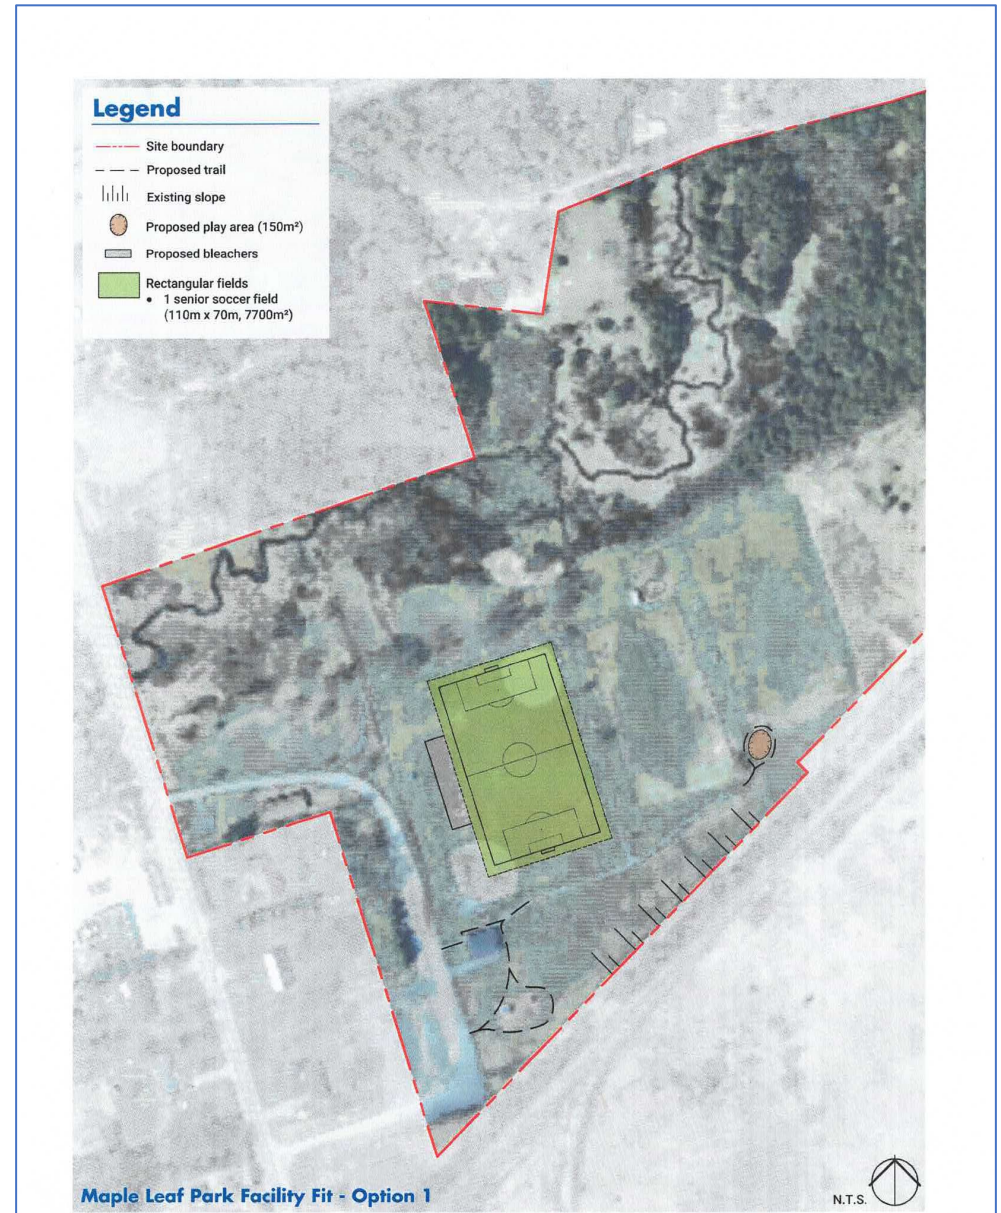 Legend
Site boundary
Proposed trail
Existing slope
Proposed play area (150m²)
Proposed bleachers
Rectangular fields
• 1 senior soccer field
(110m x 70m, 7700m²)
Maple Leaf Park Facility Fit - Option 1
N.T.S.